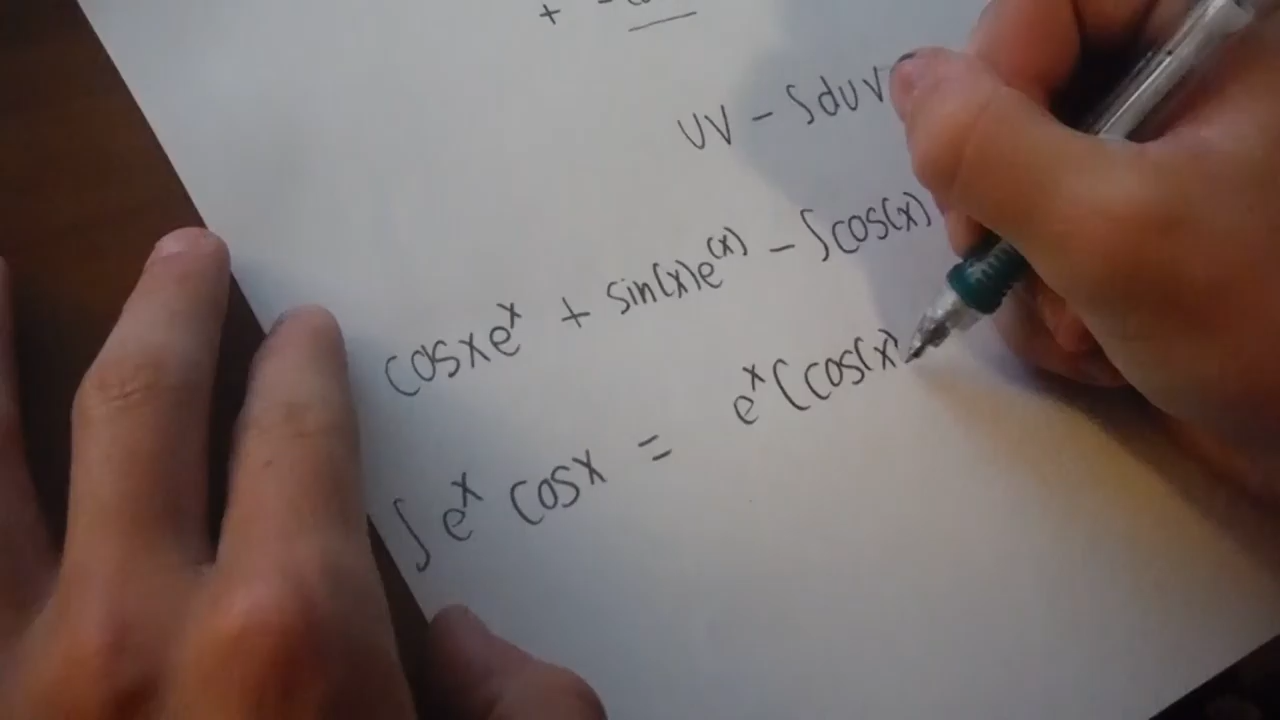 + -
UV - ∫duv
cosxe^x + sin(x)e^(x) - ∫cos(x)
∫e^x cosx = e^x(cos(x)